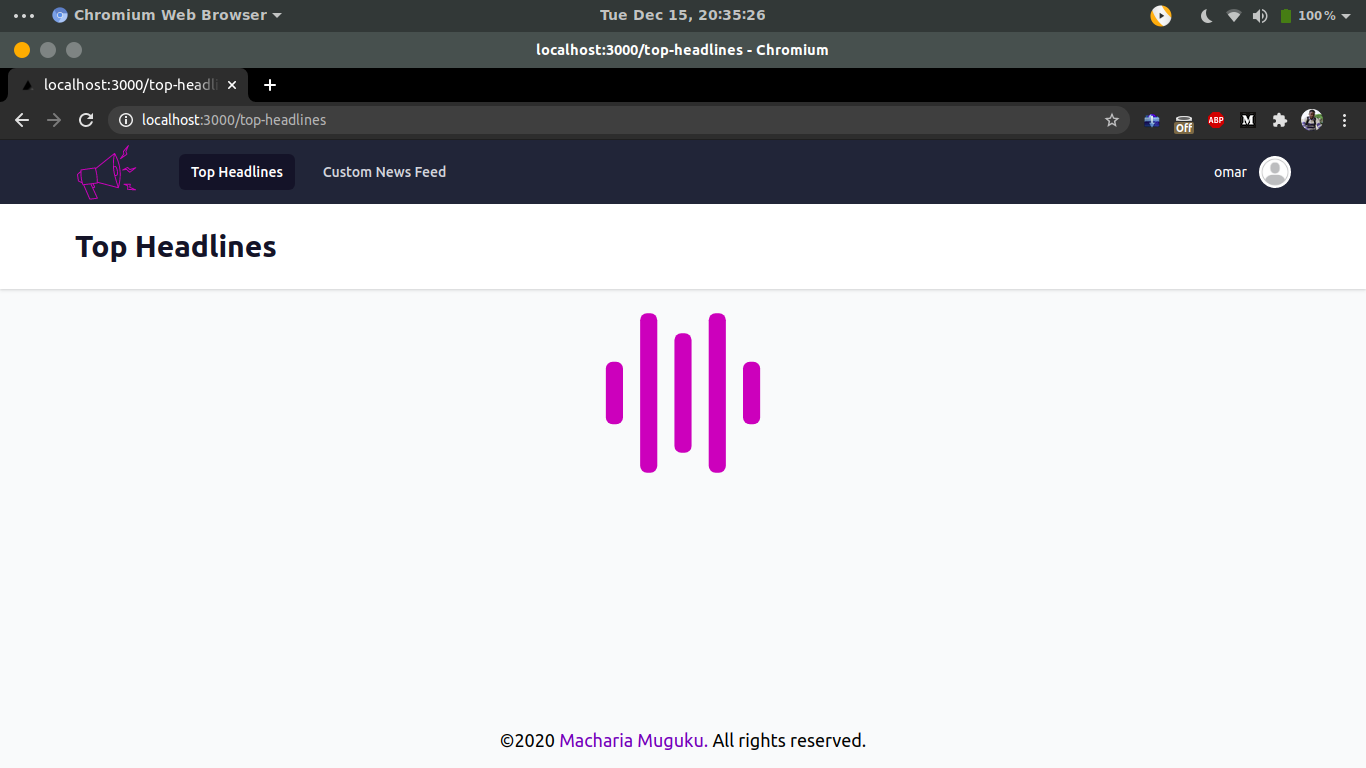 Chromium Web Browser
Tue Dec 15, 20:35:26
100 %
localhost:3000/top-headlines - Chromium
localhost:3000/top-headli
localhost:3000/top-headlines
Off
ABP
M
Top Headlines
Custom News Feed
omar
Top Headlines
©2020 Macharia Muguku. All rights reserved.